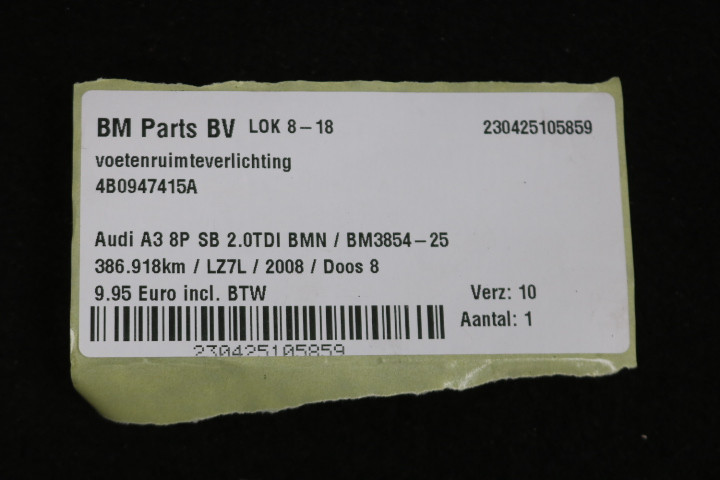 BM Parts BV LOK 8-18 230425105859
voetenruimteverlichting
4B0947415A
Audi A3 8P SB 2.0TDI BMN / BM3854-25
386.918km / LZ7L / 2008 / Doos 8
9.95 Euro incl. BTW Verz: 10
Aantal: 1
230425105859